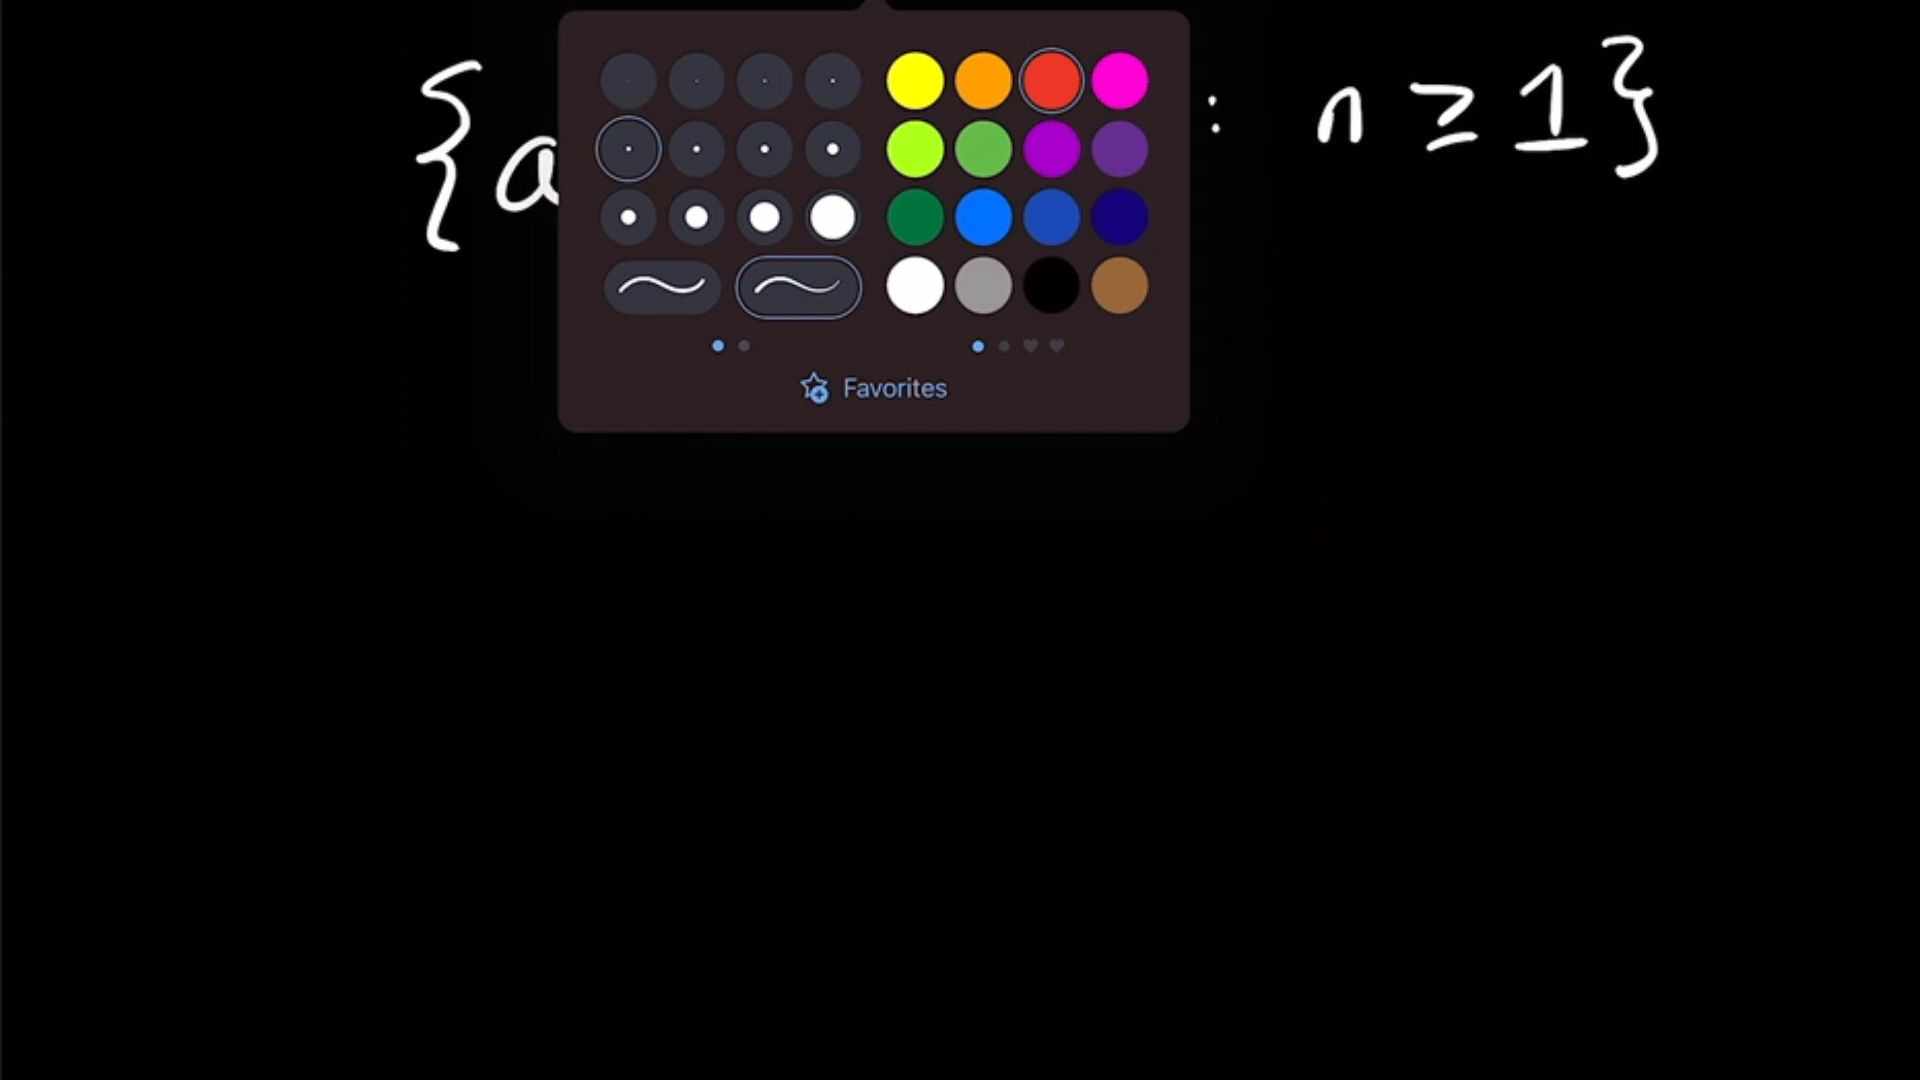 {a : n ≥ 1}
Favorites